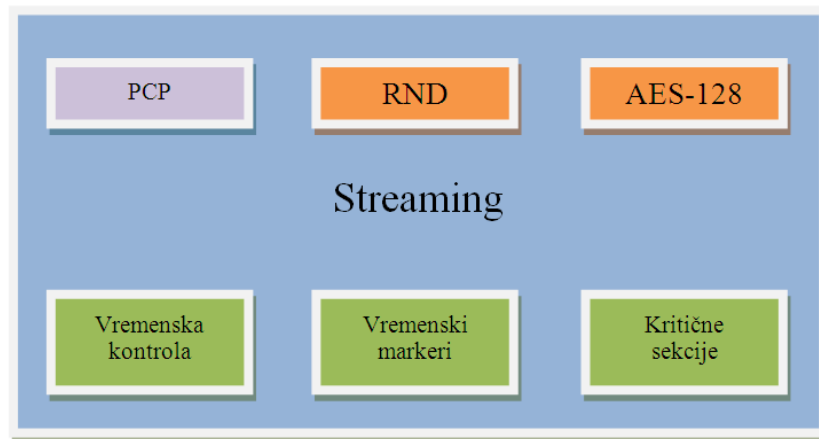 PCP
RND
AES-128
Streaming
Vremenska
kontrola
Vremenski
markeri
Kritične
sekcije